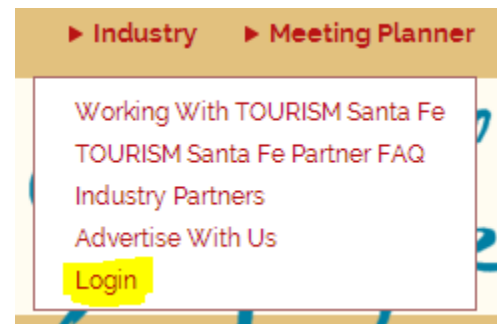 ▶ Industry ▶ Meeting Planner
Working With TOURISM Santa Fe
TOURISM Santa Fe Partner FAQ
Industry Partners
Advertise With Us
Login